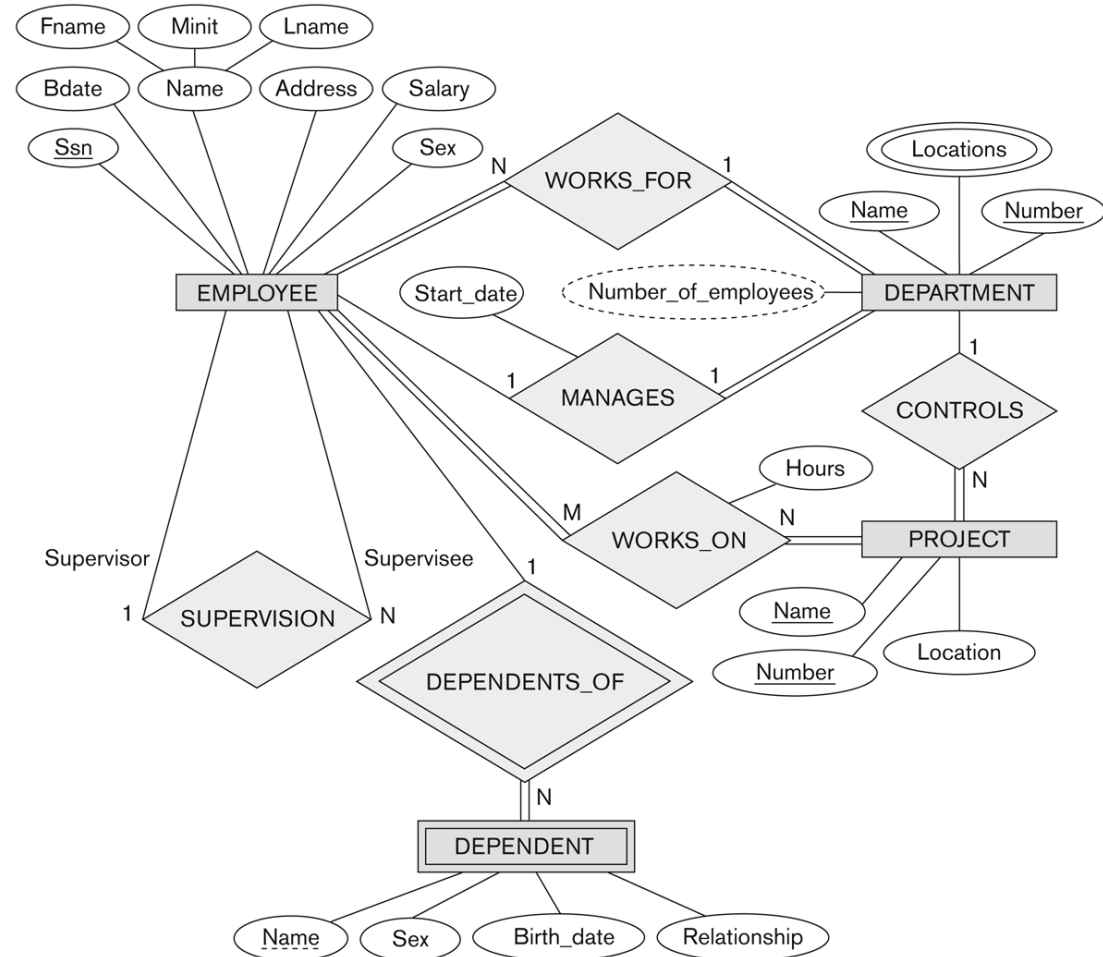 Fname
Minit
Lname
Bdate
Name
Address
Salary
Ssn
Sex
N
WORKS_FOR
1
Locations
Name
Number
EMPLOYEE
Start_date
Number_of_employees
DEPARTMENT
1
MANAGES
1
1
CONTROLS
N
Hours
M
WORKS_ON
N
PROJECT
Supervisor
Supervisee
1
SUPERVISION
N
1
Name
Number
Location
DEPENDENTS_OF
N
DEPENDENT
Name
Sex
Birth_date
Relationship